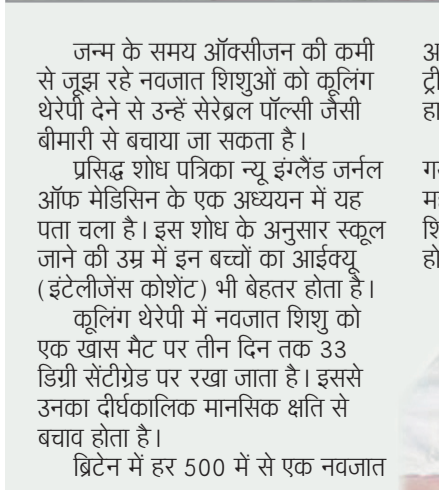 जन्म के समय ऑक्सीजन की कमी
से जूझ रहे नवजात शिशुओं को कूलिंग
थेरेपी देने से उन्हें सेरेब्रल पॉल्सी जैसी
बीमारी से बचाया जा सकता है।
प्रसिद्ध शोध पत्रिका न्यू इंग्लैंड जर्नल
ऑफ मेडिसिन के एक अध्ययन में यह
पता चला है। इस शोध के अनुसार स्कूल
जाने की उम्र में इन बच्चों का आईक्यू
(इंटेलीजेंस कोशेंट) भी बेहतर होता है।
कूलिंग थेरेपी में नवजात शिशु को
एक खास मैट पर तीन दिन तक 33
डिग्री सेंटीग्रेड पर रखा जाता है। इससे
उनका दीर्घकालिक मानसिक क्षति से
बचाव होता है।
ब्रिटेन में हर 500 में से एक नवजात